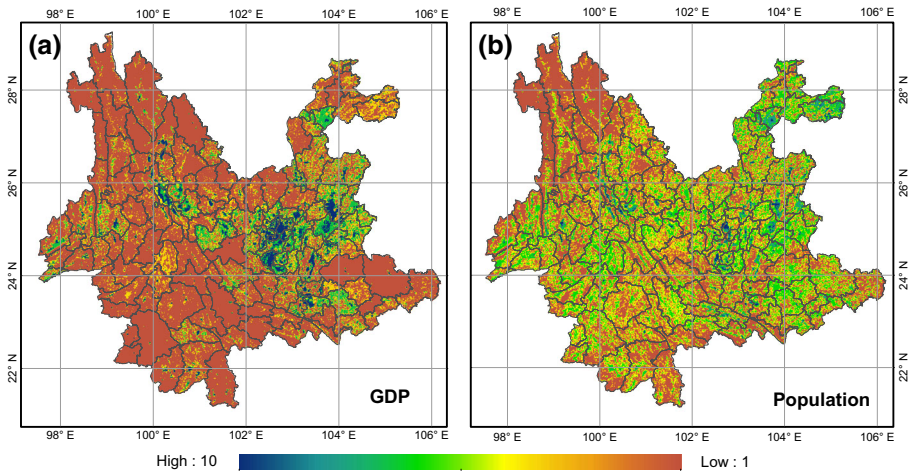 98° E 100° E 102° E 104° E 106° E 98° E 100° E 102° E 104° E 106° E
(a) (b)
28° N 28° N
26° N 26° N
24° N 24° N
22° N 22° N
GDP Population
98° E 100° E 102° E 104° E 106° E 98° E 100° E 102° E 104° E 106° E
High : 10 Low : 1